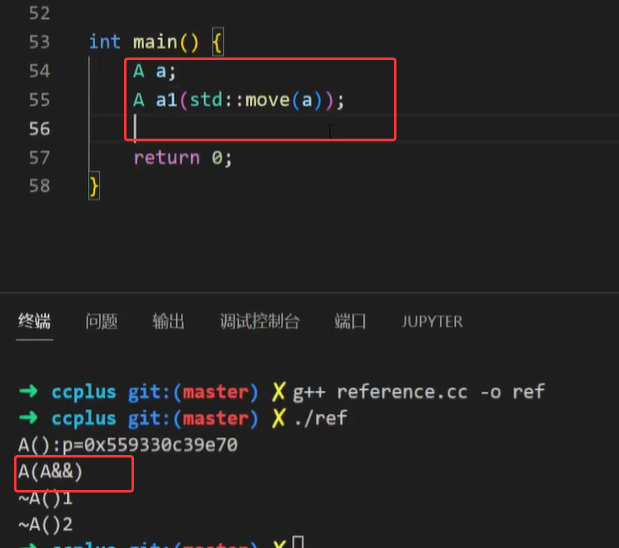 52
53 int main() {
54 A a;
55 A a1(std::move(a));
56
57 return 0;
58 }
终端 问题 输出 调试控制台 端口 JUPYTER
➜ ccplus git:(master) ✗ g++ reference.cc -o ref
➜ ccplus git:(master) ✗ ./ref
A():p=0x559330c39e70
A(A&&)
~A()1
~A()2
➜ ccplus git:(master) ✗